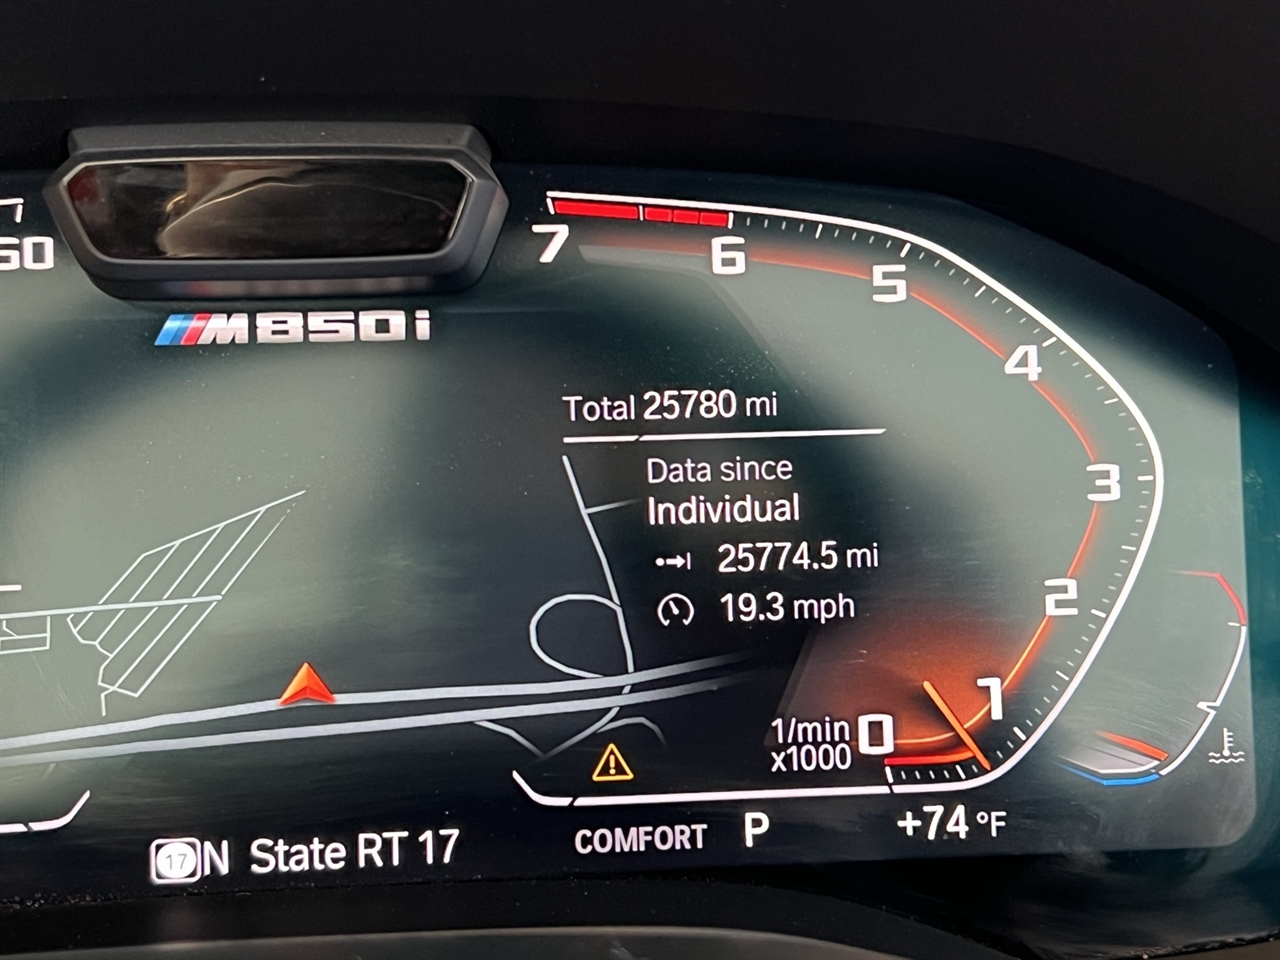 7
6
5
4
3
2
1
0
M850i
Total 25780 mi
Data since
Individual
25774.5 mi
19.3 mph
1/min
x1000
17 N State RT 17
COMFORT P +74 °F